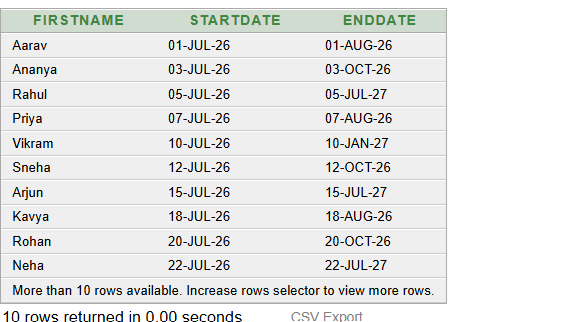 FIRSTNAME STARTDATE ENDDATE
Aarav 01-JUL-26 01-AUG-26
Ananya 03-JUL-26 03-OCT-26
Rahul 05-JUL-26 05-JUL-27
Priya 07-JUL-26 07-AUG-26
Vikram 10-JUL-26 10-JAN-27
Sneha 12-JUL-26 12-OCT-26
Arjun 15-JUL-26 15-JUL-27
Kavya 18-JUL-26 18-AUG-26
Rohan 20-JUL-26 20-OCT-26
Neha 22-JUL-26 22-JUL-27
More than 10 rows available. Increase rows selector to view more rows.
10 rows returned in 0.00 seconds CSV Export